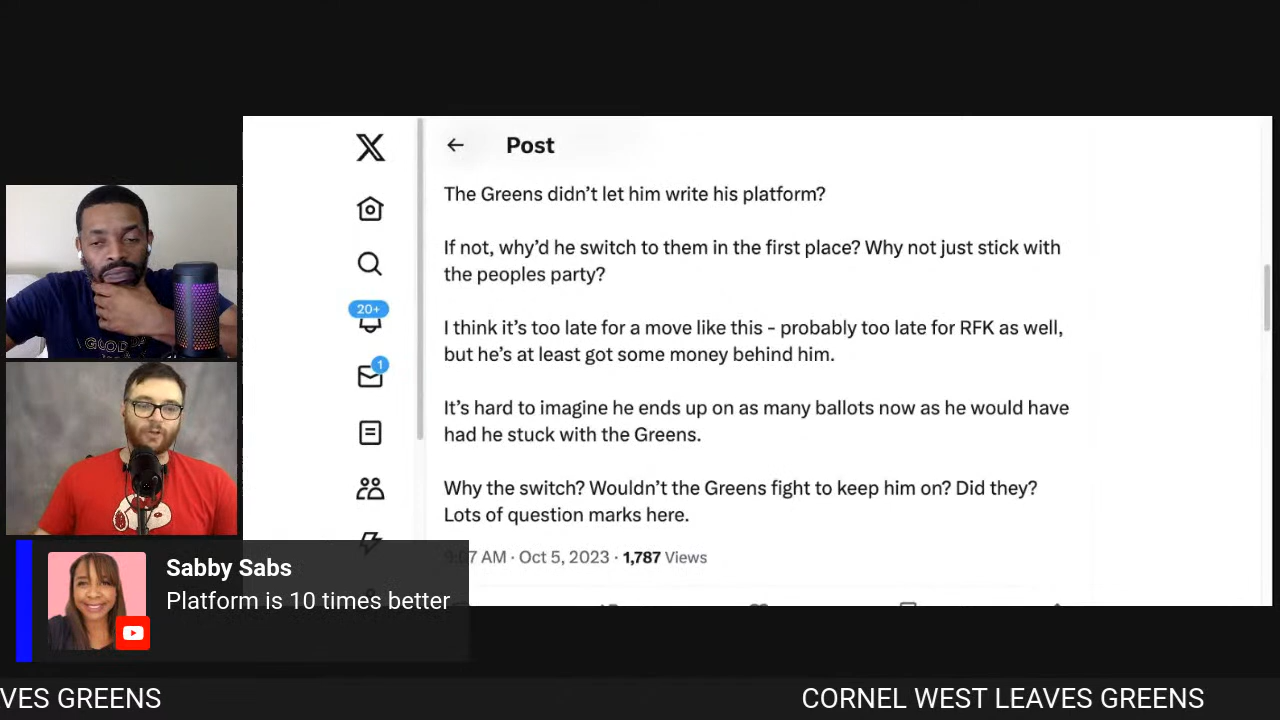 Post
The Greens didn’t let him write his platform?
If not, why’d he switch to them in the first place? Why not just stick with
the peoples party?
I think it’s too late for a move like this – probably too late for RFK as well,
but he’s at least got some money behind him.
It’s hard to imagine he ends up on as many ballots now as he would have
had he stuck with the Greens.
Why the switch? Wouldn’t the Greens fight to keep him on? Did they?
Lots of question marks here.
AM · Oct 5, 2023 · 1,787 Views
20+
1
Sabby Sabs
Platform is 10 times better
VES GREENS
CORNEL WEST LEAVES GREENS